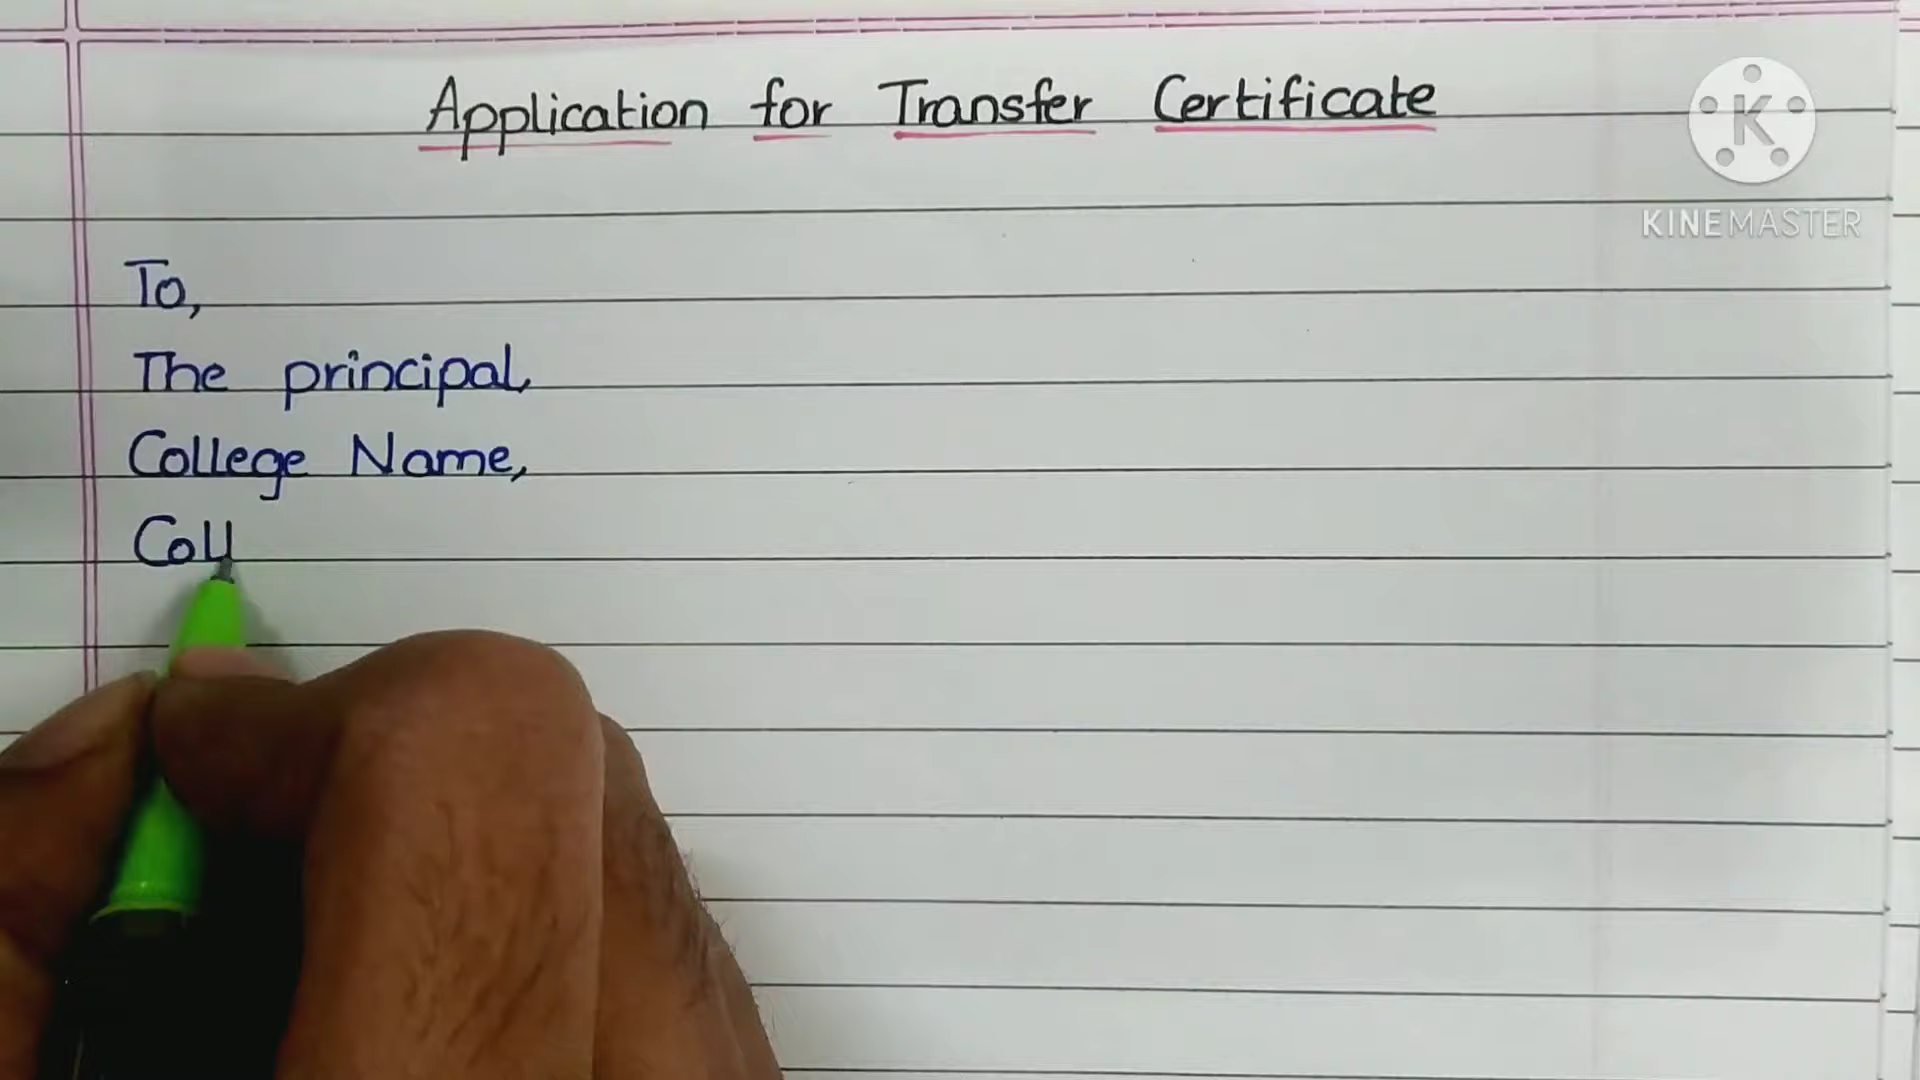 Application for Transfer Certificate
K
KINEMASTER
To,
The principal
College Name,
Coll